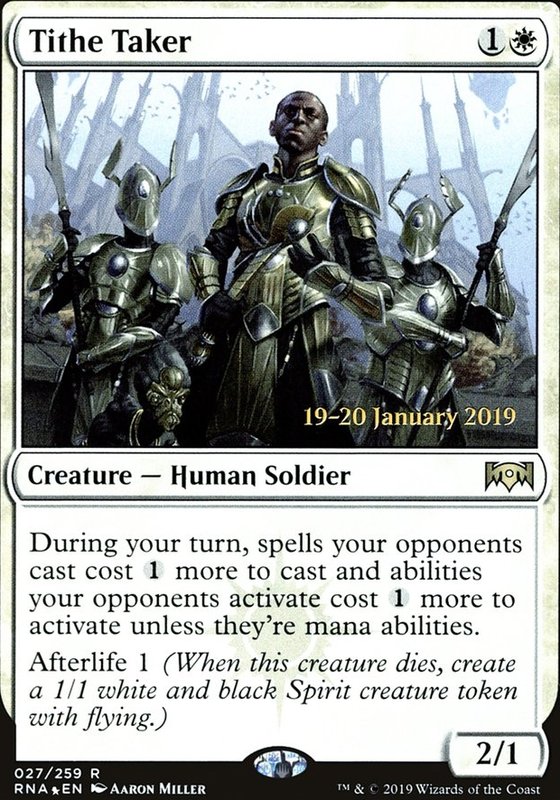 Tithe Taker 1
19–20 January 2019
Creature — Human Soldier
During your turn, spells your opponents
cast cost 1 more to cast and abilities
your opponents activate cost 1 more to
activate unless they're mana abilities.
Afterlife 1 (When this creature dies, create
a 1/1 white and black Spirit creature token
with flying.)
2/1
027/259 R
RNA★EN Aaron Miller
™ & © 2019 Wizards of the Coast